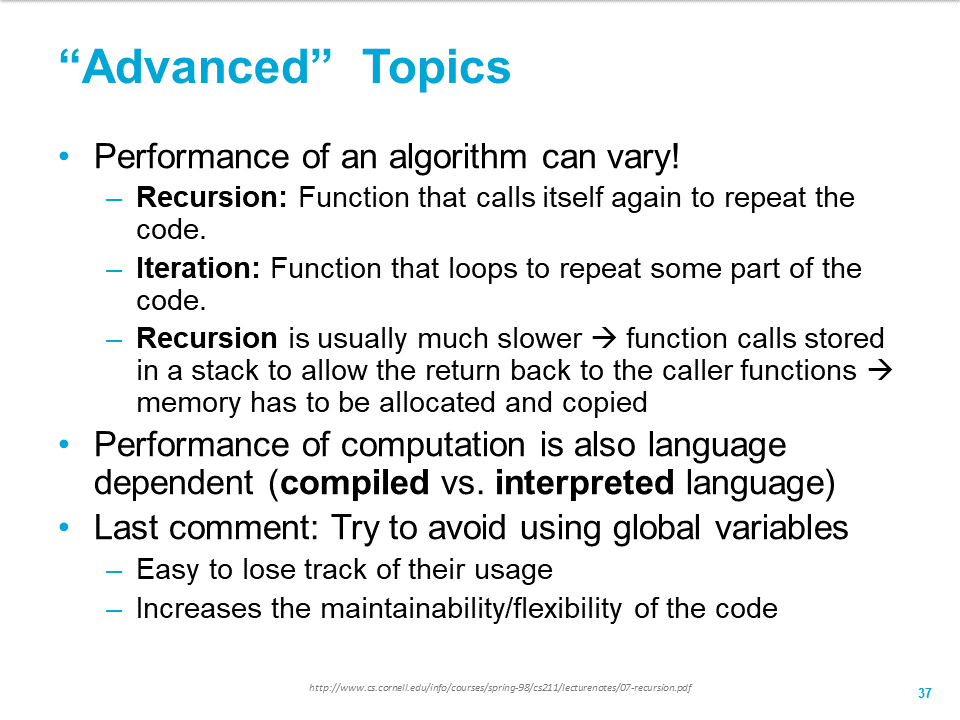 “Advanced” Topics
• Performance of an algorithm can vary!
– Recursion: Function that calls itself again to repeat the
code.
– Iteration: Function that loops to repeat some part of the
code.
– Recursion is usually much slower → function calls stored
in a stack to allow the return back to the caller functions →
memory has to be allocated and copied
• Performance of computation is also language
dependent (compiled vs. interpreted language)
• Last comment: Try to avoid using global variables
– Easy to lose track of their usage
– Increases the maintainability/flexibility of the code
http://www.cs.cornell.edu/info/courses/spring-98/cs211/lecturenotes/07-recursion.pdf
37